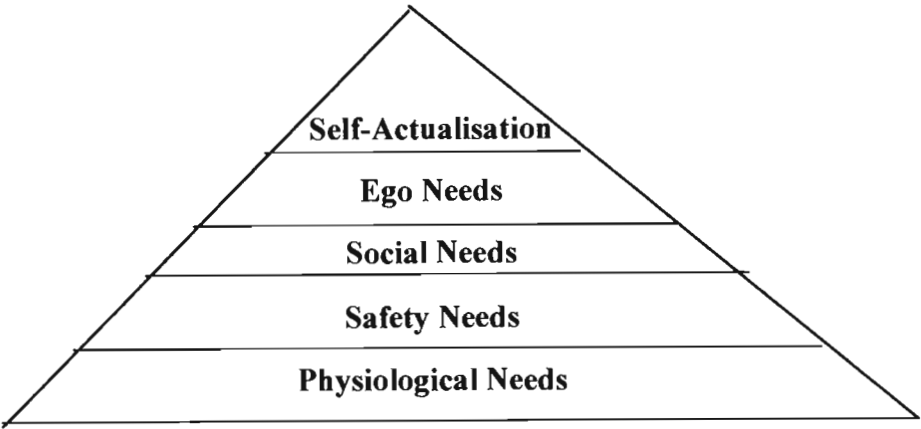 Self-Actualisation
Ego Needs
Social Needs
Safety Needs
Physiological Needs